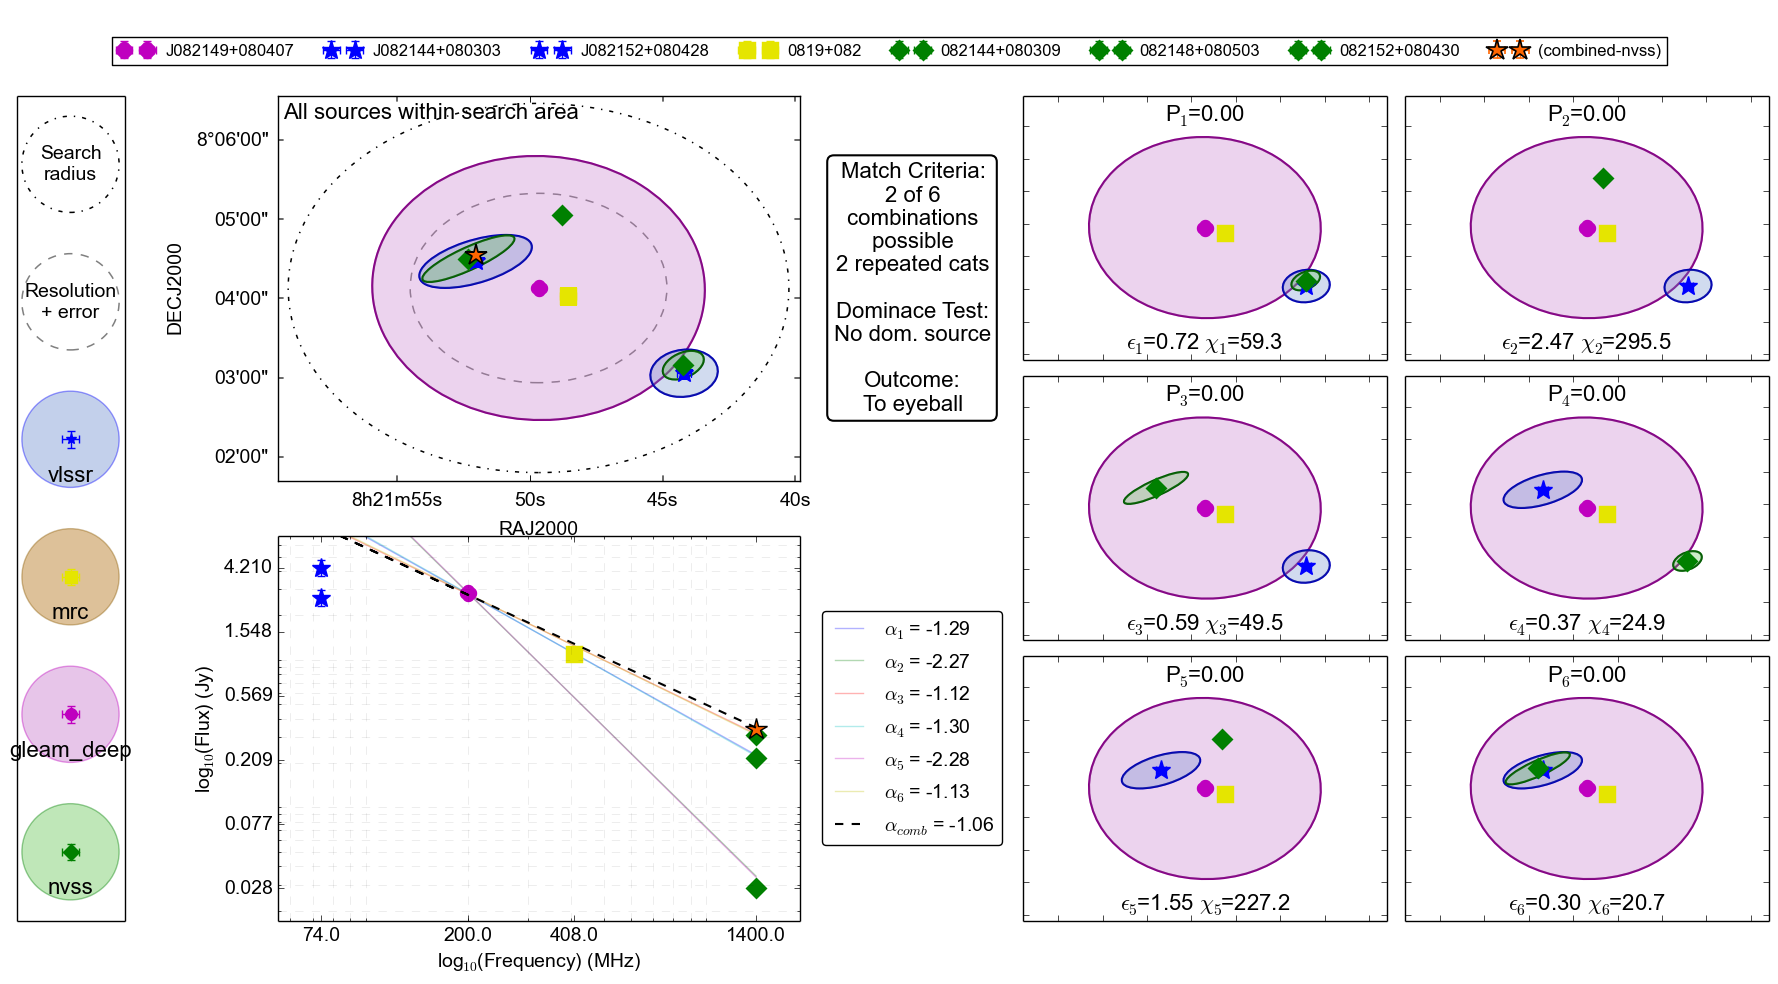 J082149+080407 J082144+080303 J082152+080428 0819+082 082144+080309 082148+080503 082152+080430 (combined-nvss)
Search
radius
Resolution
+ error
vlssr
mrc
gleam_deep
nvss
All sources within search area
8°06'00"
05'00"
04'00"
03'00"
02'00"
DECJ2000
8h21m55s 50s 45s 40s
RAJ2000
4.210
1.548
0.569
0.209
0.077
0.028
log₁₀(Flux) (Jy)
74.0 200.0 408.0 1400.0
log₁₀(Frequency) (MHz)
Match Criteria:
2 of 6
combinations
possible
2 repeated cats
Dominace Test:
No dom. source
Outcome:
To eyeball
α₁ = -1.29
α₂ = -2.27
α₃ = -1.12
α₄ = -1.30
α₅ = -2.28
α₆ = -1.13
α_comb = -1.06
P₁=0.00
ϵ₁=0.72 χ₁=59.3
P₂=0.00
ϵ₂=2.47 χ₂=295.5
P₃=0.00
ϵ₃=0.59 χ₃=49.5
P₄=0.00
ϵ₄=0.37 χ₄=24.9
P₅=0.00
ϵ₅=1.55 χ₅=227.2
P₆=0.00
ϵ₆=0.30 χ₆=20.7